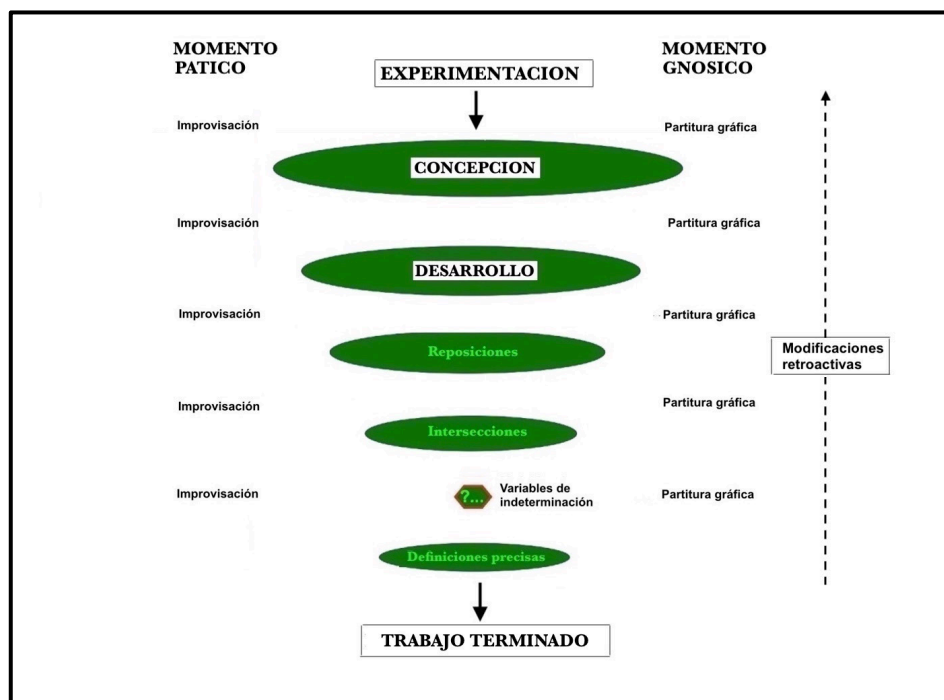 MOMENTO
PATICO
EXPERIMENTACION
MOMENTO
GNOSICO
Improvisación
Partitura gráfica
CONCEPCION
Improvisación
Partitura gráfica
DESARROLLO
Improvisación
Partitura gráfica
Reposiciones
Modificaciones
retroactivas
Improvisación
Partitura gráfica
Intersecciones
Improvisación
?...
Variables de
indeterminación
Partitura gráfica
Definiciones precisas
TRABAJO TERMINADO